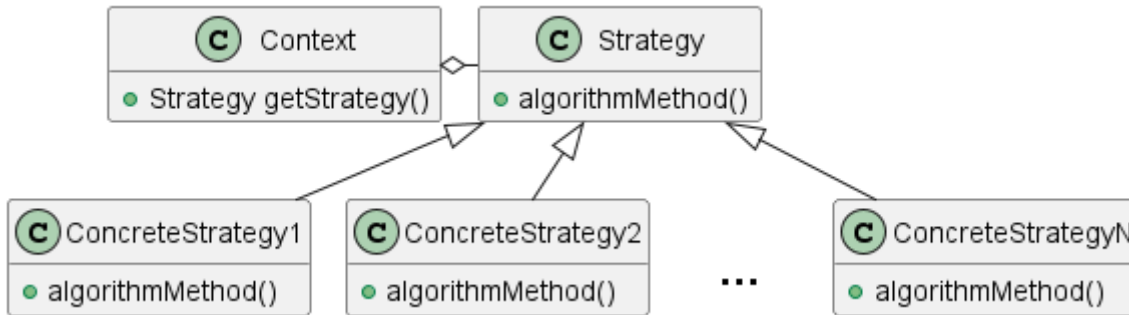 C Context
C Strategy
Strategy getStrategy()
algorithmMethod()
C ConcreteStrategy1
C ConcreteStrategy2
C ConcreteStrategyN
algorithmMethod()
algorithmMethod()
...
algorithmMethod()